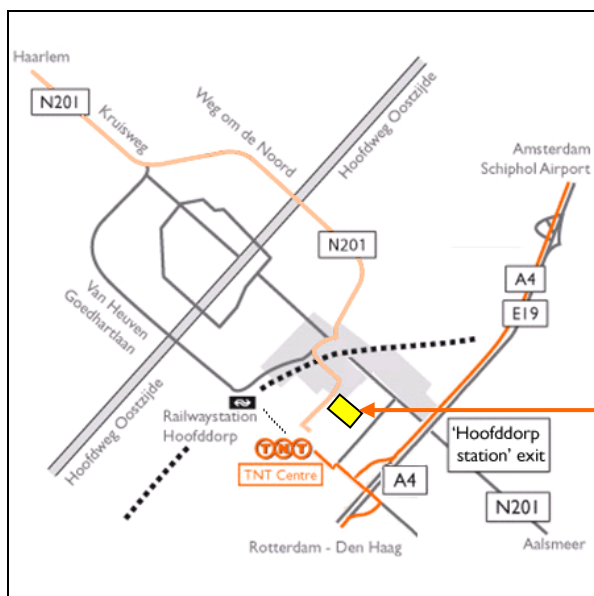 Haarlem
N201
Kruisweg
Weg om de Noord
Hoofdweg Oostzijde
Amsterdam
Schiphol Airport
N201
A4
E19
Van Heuven
Goedhartlaan
Railwaystation
Hoofddorp
Hoofdweg Oostzijde
TNT
TNT Centre
'Hoofddorp
station' exit
A4
N201
Rotterdam - Den Haag
Aalsmeer